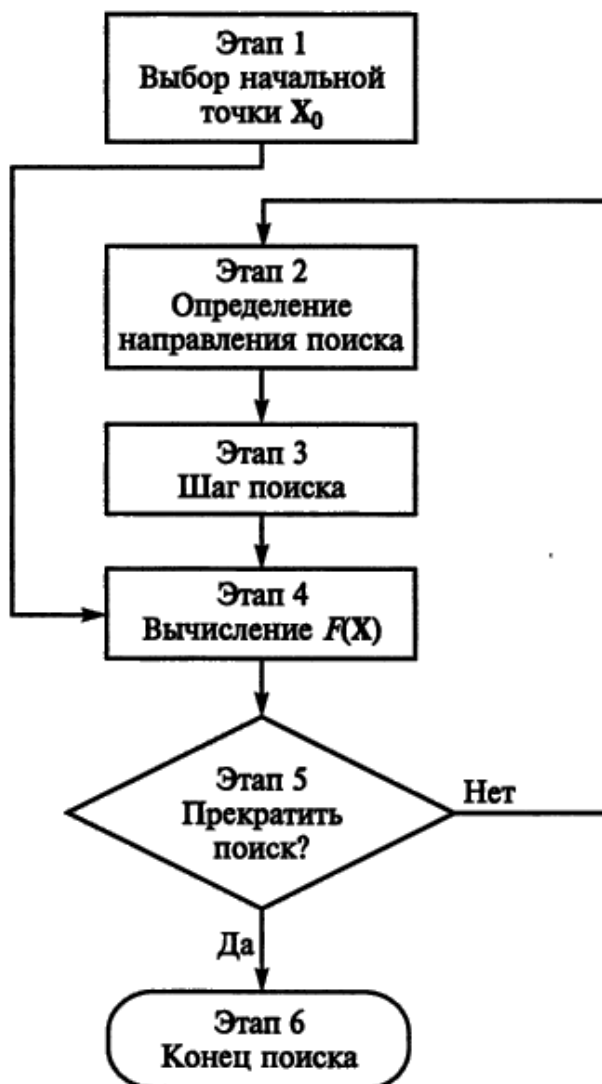 Этап 1
Выбор начальной
точки X₀
Этап 2
Определение
направления поиска
Этап 3
Шаг поиска
Этап 4
Вычисление F(X)
Этап 5
Прекратить
поиск?
Нет
Да
Этап 6
Конец поиска